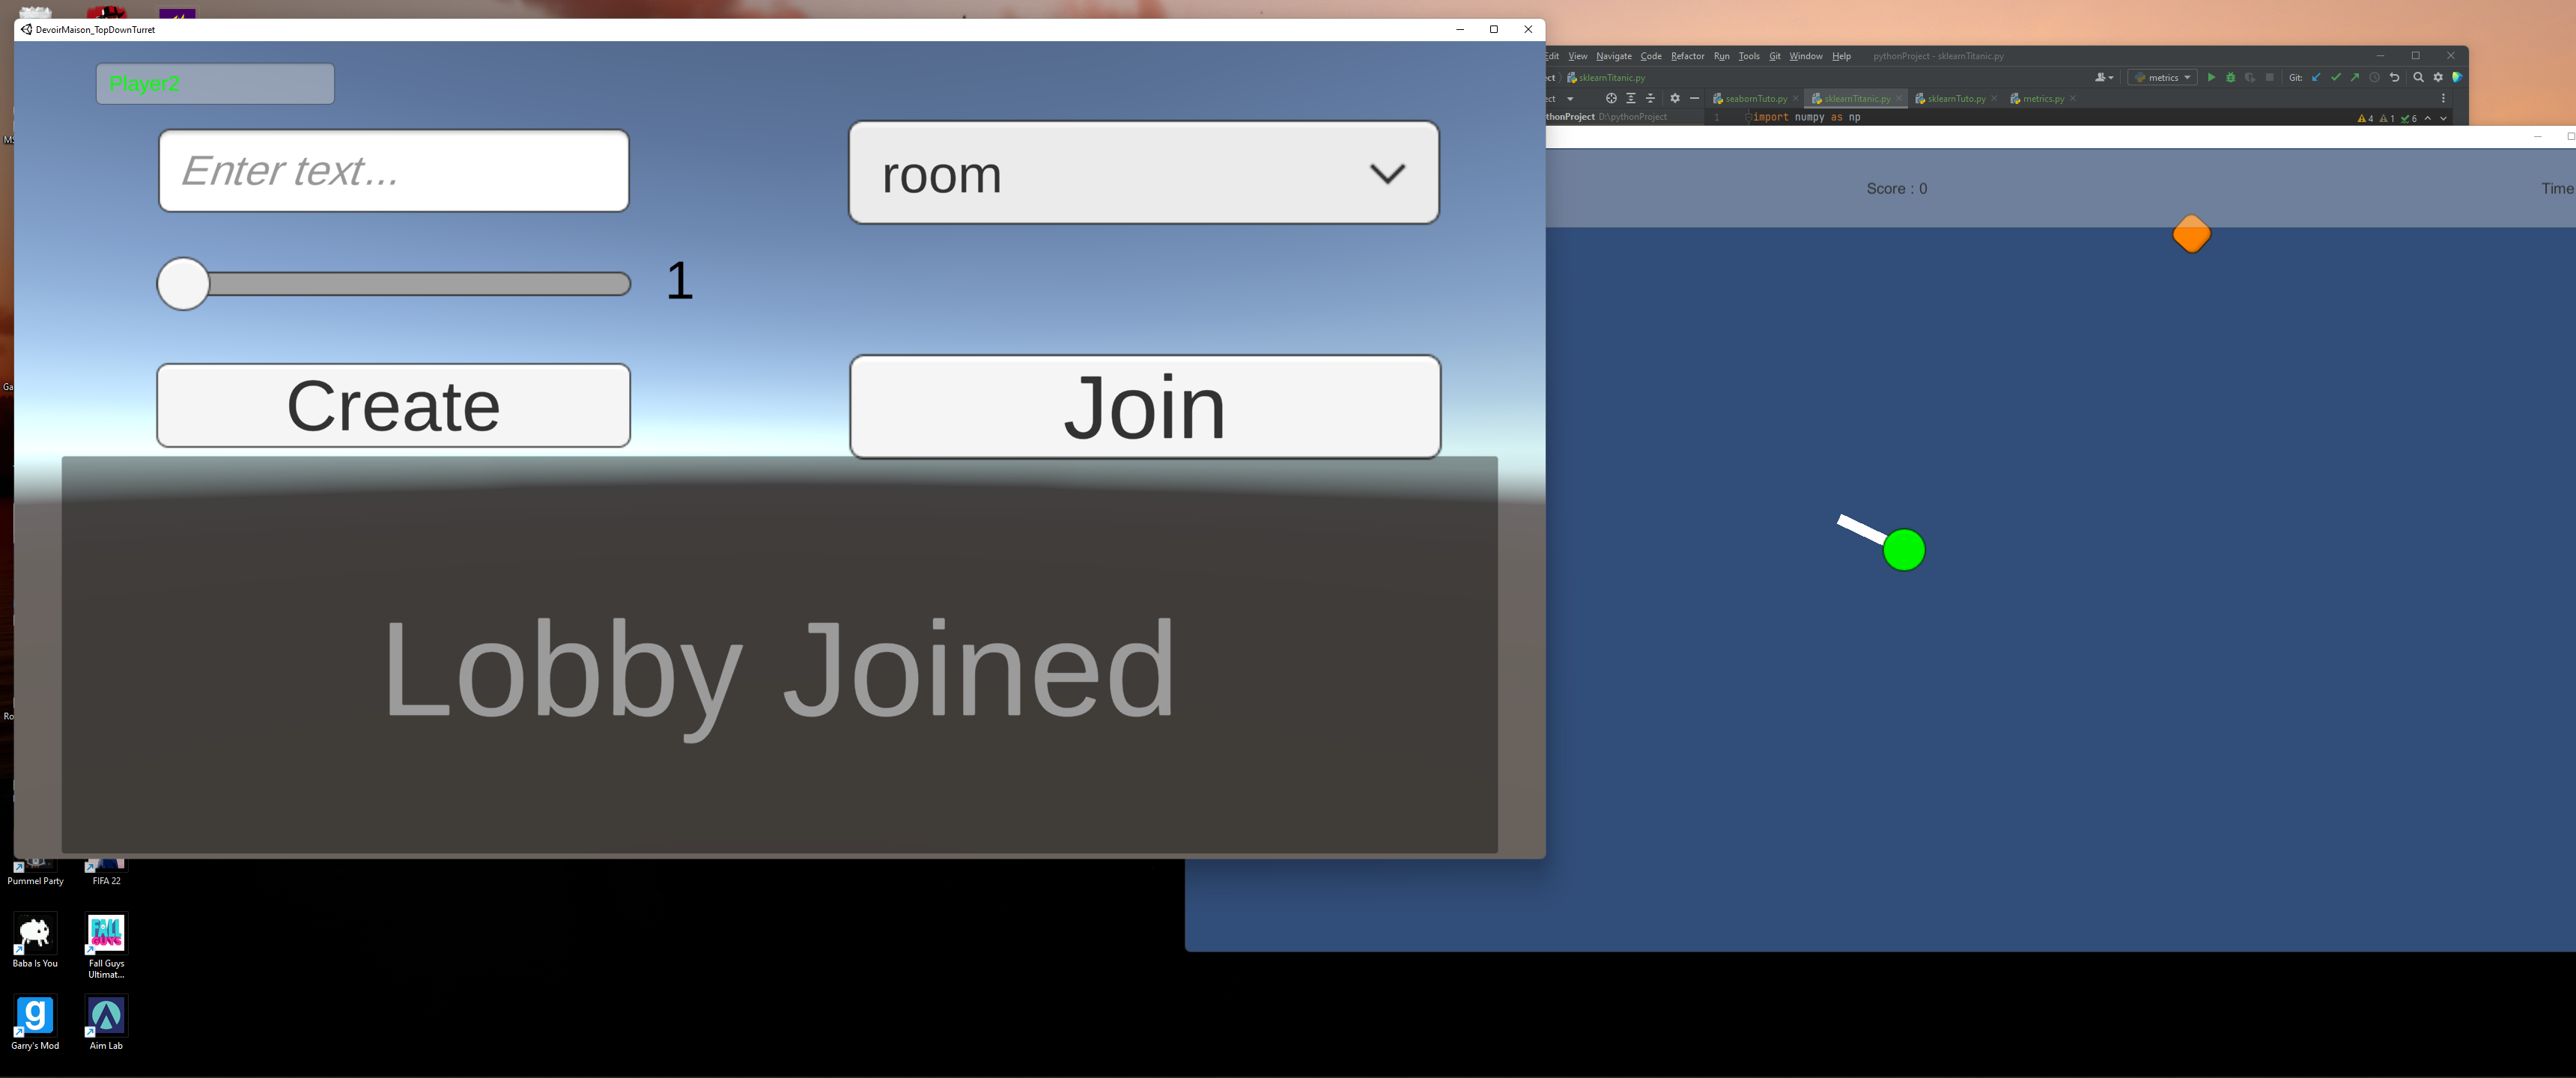 DevoirMaison_TopDownTurret
Player2
Enter text...
room
1
Create
Join
Lobby Joined
Edit View Navigate Code Refactor Run Tools Git Window Help pythonProject - sklearnTitanic.py
sklearnTitanic.py
metrics
Git:
seabornTuto.py
sklearnTitanic.py
sklearnTuto.py
metrics.py
D:\pythonProject
1
import numpy as np
4 1 6
Score : 0
Time
Pummel Party
FIFA 22
Baba Is You
Fall Guys
Ultimat...
Garry's Mod
Aim Lab